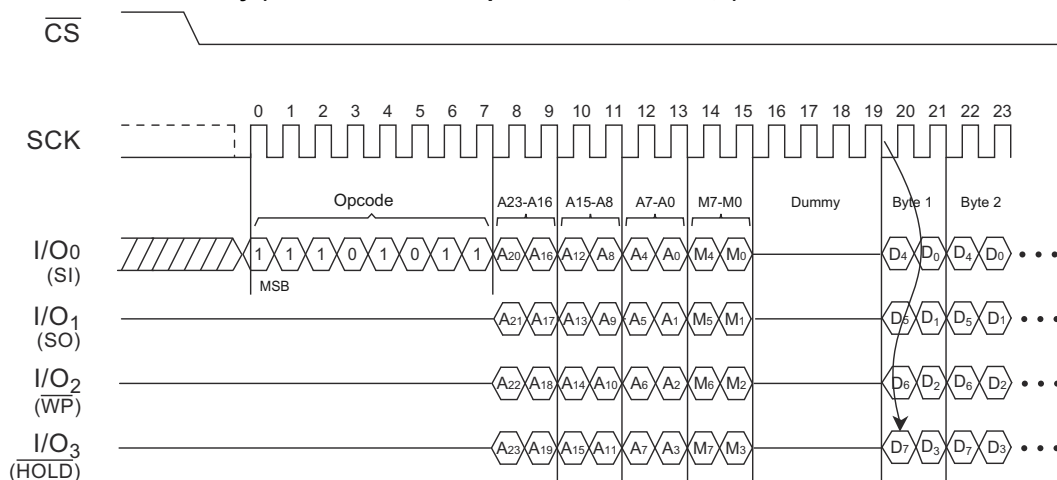 CS
0 1 2 3 4 5 6 7 8 9 10 11 12 13 14 15 16 17 18 19 20 21 22 23
SCK
Opcode A23-A16 A15-A8 A7-A0 M7-M0 Dummy Byte 1 Byte 2
I/O0 1 1 1 0 1 0 1 1 A20 A16 A12 A8 A4 A0 M4 M0 D4 D0 D4 D0 • • •
(SI)
MSB
I/O1 A21 A17 A13 A9 A5 A1 M5 M1 D5 D1 D5 D1 • • •
(SO)
I/O2 A22 A18 A14 A10 A6 A2 M6 M2 D6 D2 D6 D2 • • •
(WP)
I/O3 A23 A19 A15 A11 A7 A3 M7 M3 D7 D3 D7 D3 • • •
(HOLD)